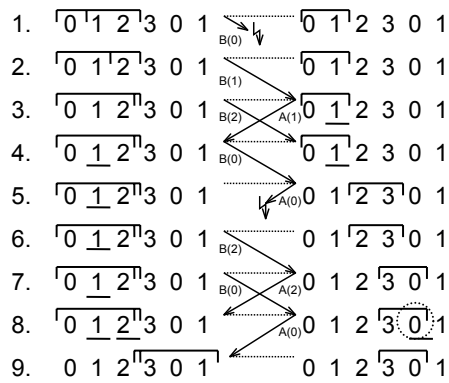 1. 0 1 2 3 0 1 0 1 2 3 0 1
B(0)
2. 0 1 2 3 0 1 0 1 2 3 0 1
B(1)
3. 0 1 2 3 0 1 B(2) A(1) 0 1 2 3 0 1
4. 0 1 2 3 0 1 0 1 2 3 0 1
B(0)
5. 0 1 2 3 0 1 A(0) 0 1 2 3 0 1
6. 0 1 2 3 0 1 0 1 2 3 0 1
B(2)
7. 0 1 2 3 0 1 B(0) A(2) 0 1 2 3 0 1
8. 0 1 2 3 0 1 A(0) 0 1 2 3 0 1
9. 0 1 2 3 0 1 0 1 2 3 0 1